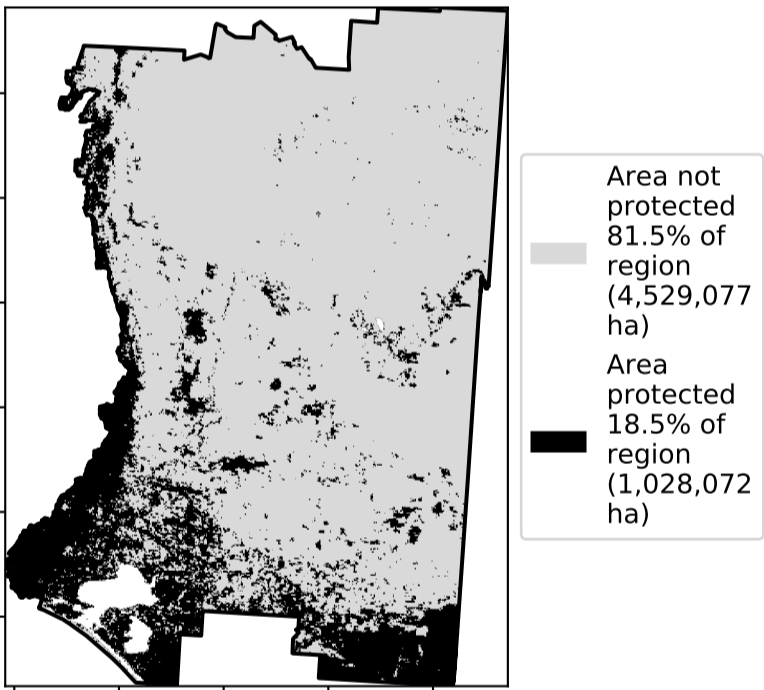 Area not
protected
81.5% of
region
(4,529,077
ha)
Area
protected
18.5% of
region
(1,028,072
ha)